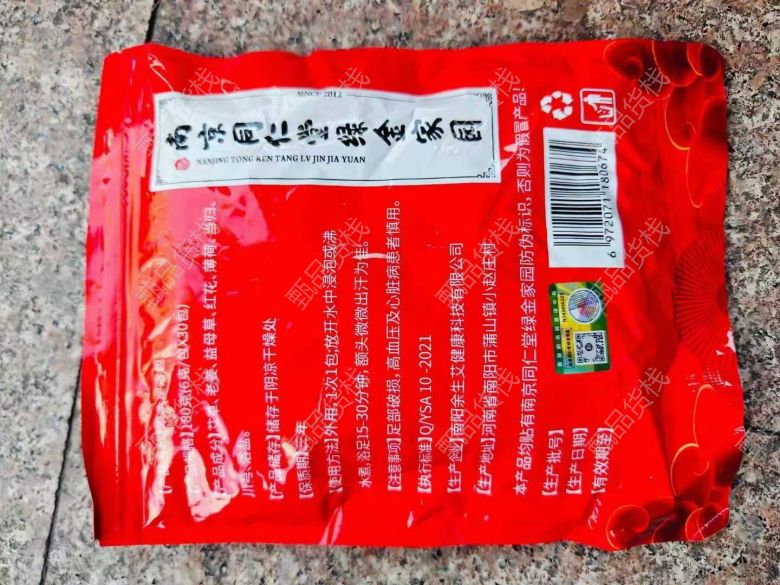 SINCE 2012
南京同仁堂绿金家园
NANJING TONG REN TANG LV JIN JIA YUAN
180克(6克/包X30包)
【产品成分】艾草、老姜、益母草、红花、薄荷、当归、
川芎、浴盐。
【产品储存】储存于阴凉干燥处
【保质期】三年
【使用方法】外用,1次1包,放开水中浸泡或沸
水煮,浴足15-30分钟,额头微微出汗为佳。
【注意事项】足部破损,高血压及心脏病患者慎用。
【执行标准】Q/YSA 10 -2021
【生产企业】南阳余生艾健康科技有限公司
【生产地址】河南省南阳市蒲山镇小赵庄村
本产品均贴有南京同仁堂绿金家园防伪标识,否则为假冒产品!
【生产批号】
【生产日期】
【有效期至】
6 972071 180674
甄品货栈